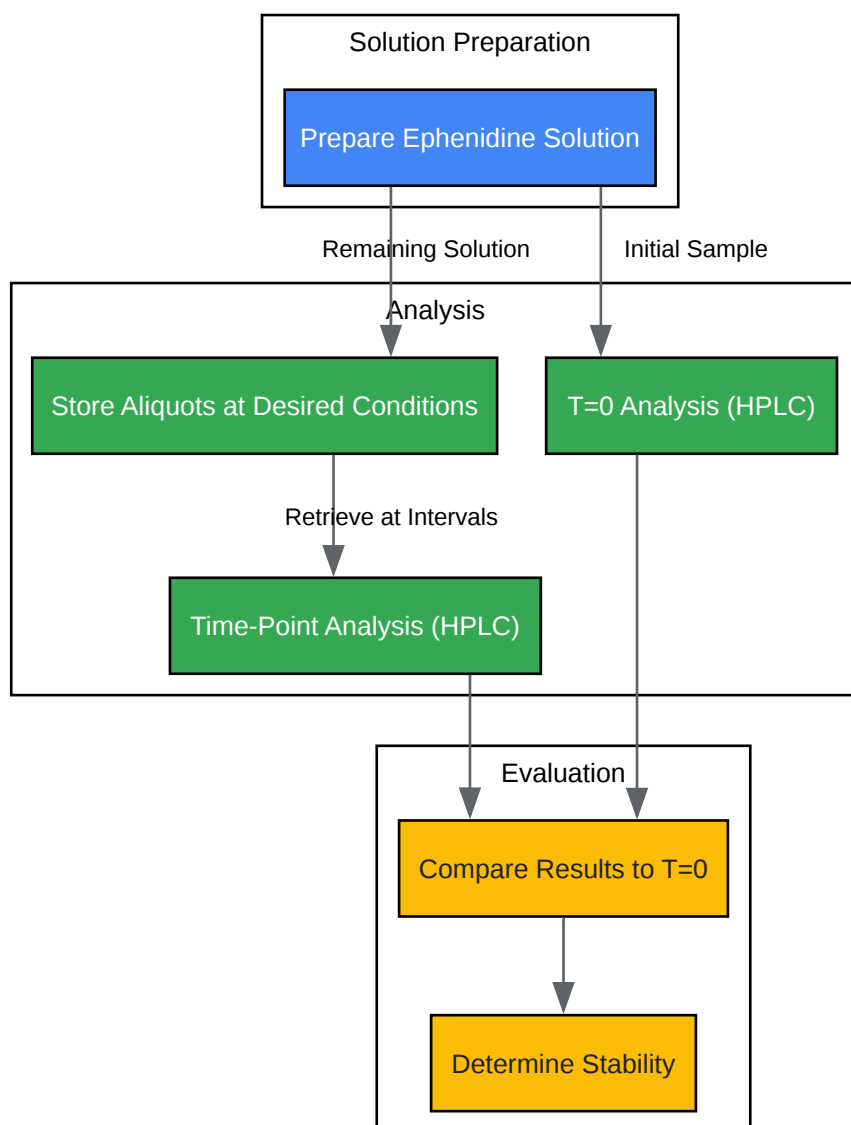 Solution Preparation
Prepare Ephenidine Solution
Remaining Solution
Initial Sample
Analysis
Store Aliquots at Desired Conditions
T=0 Analysis (HPLC)
Retrieve at Intervals
Time-Point Analysis (HPLC)
Evaluation
Compare Results to T=0
Determine Stability